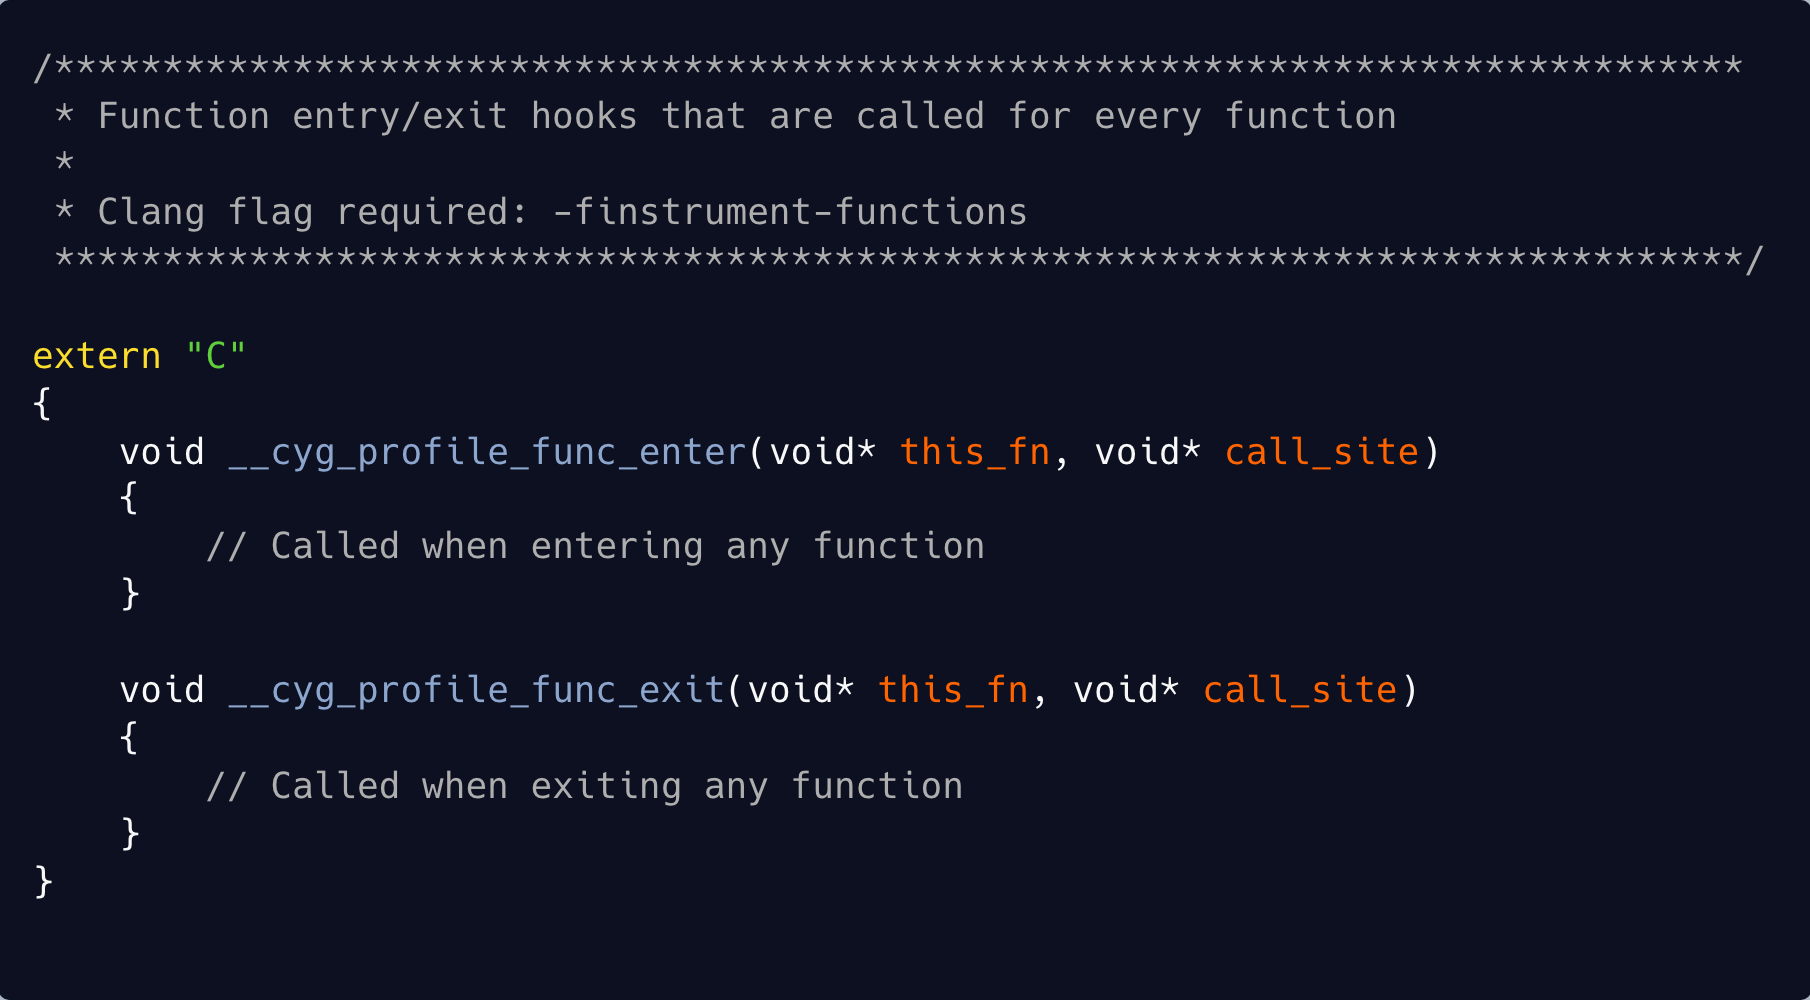 /******************************************************************************
 * Function entry/exit hooks that are called for every function
 *
 * Clang flag required: -finstrument-functions
 ******************************************************************************/
extern "C"
{
    void __cyg_profile_func_enter(void* this_fn, void* call_site)
    {
        // Called when entering any function
    }
    void __cyg_profile_func_exit(void* this_fn, void* call_site)
    {
        // Called when exiting any function
    }
}